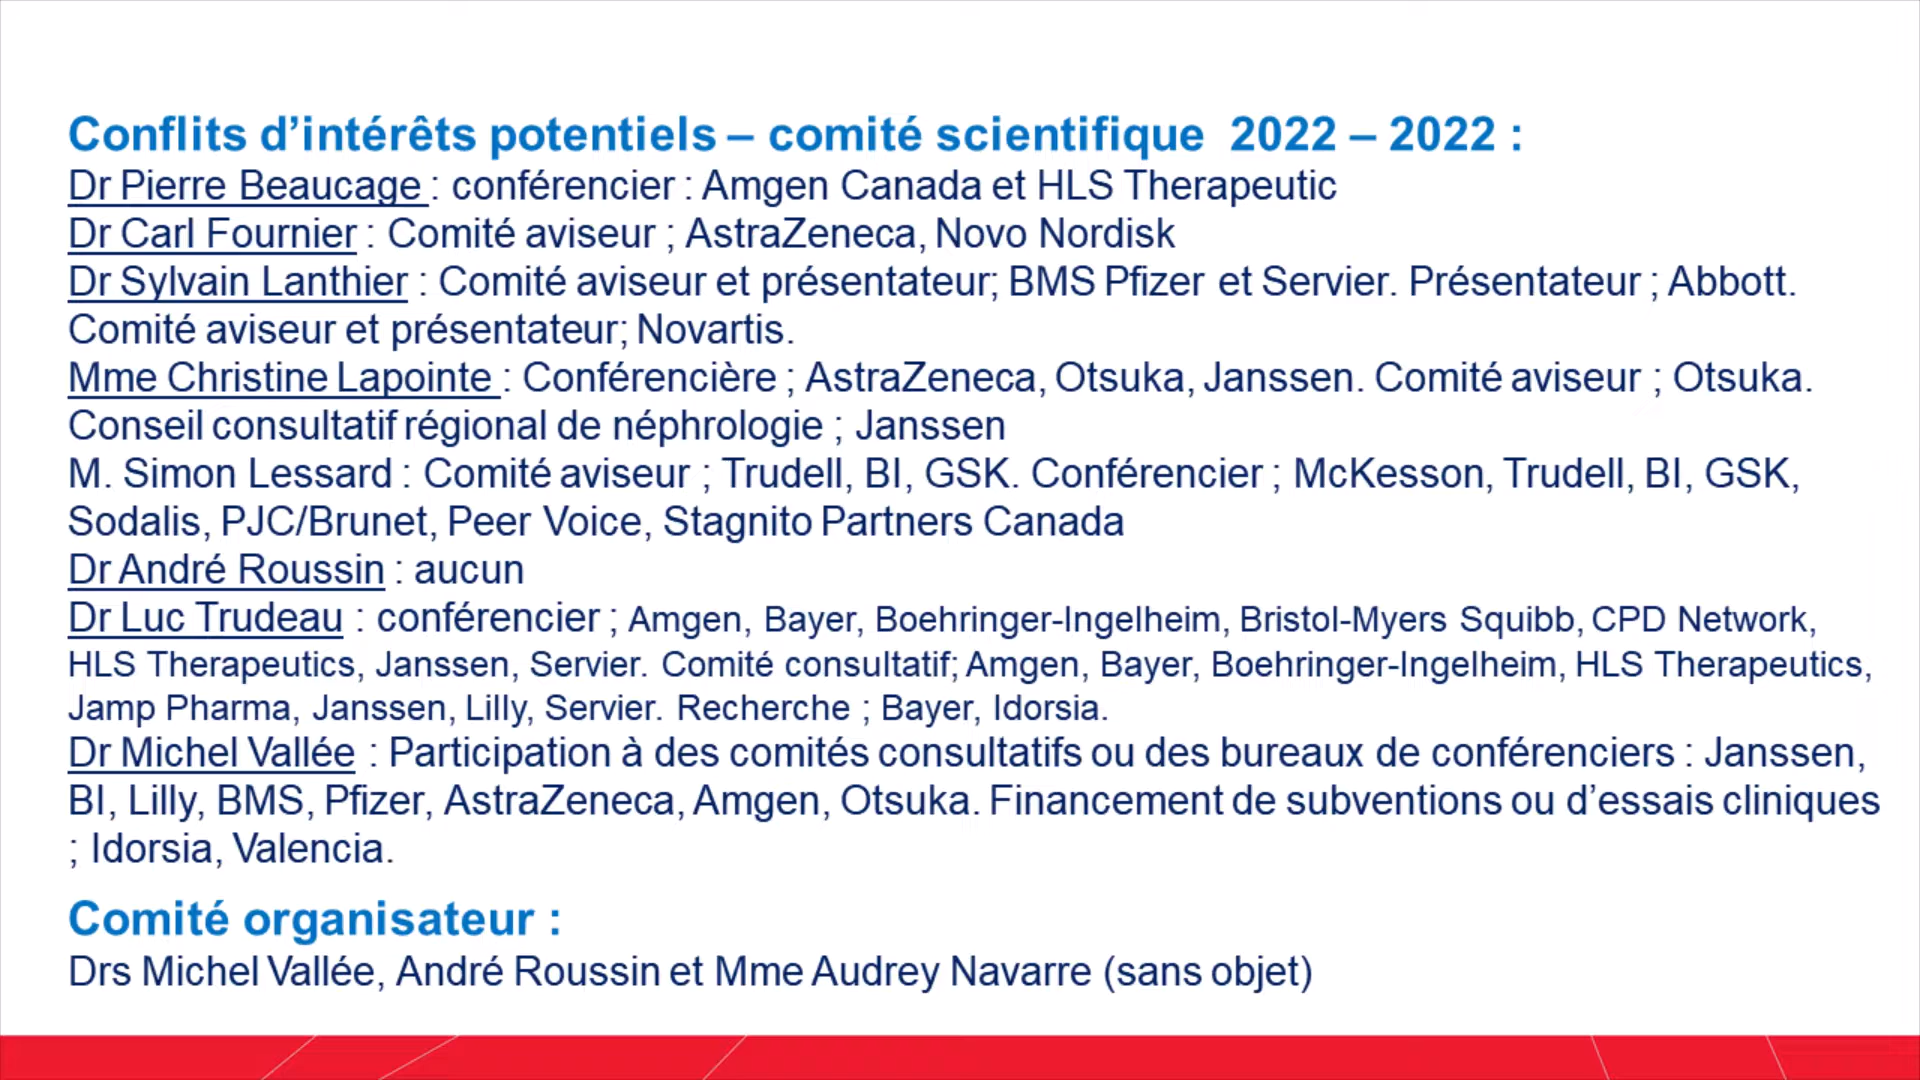 Conflits d’intérêts potentiels – comité scientifique 2022 – 2022 :
Dr Pierre Beaucage : conférencier : Amgen Canada et HLS Therapeutic
Dr Carl Fournier : Comité aviseur ; AstraZeneca, Novo Nordisk
Dr Sylvain Lanthier : Comité aviseur et présentateur; BMS Pfizer et Servier. Présentateur ; Abbott.
Comité aviseur et présentateur; Novartis.
Mme Christine Lapointe : Conférencière ; AstraZeneca, Otsuka, Janssen. Comité aviseur ; Otsuka.
Conseil consultatif régional de néphrologie ; Janssen
M. Simon Lessard : Comité aviseur ; Trudell, BI, GSK. Conférencier ; McKesson, Trudell, BI, GSK,
Sodalis, PJC/Brunet, Peer Voice, Stagnito Partners Canada
Dr André Roussin : aucun
Dr Luc Trudeau : conférencier ; Amgen, Bayer, Boehringer-Ingelheim, Bristol-Myers Squibb, CPD Network,
HLS Therapeutics, Janssen, Servier. Comité consultatif; Amgen, Bayer, Boehringer-Ingelheim, HLS Therapeutics,
Jamp Pharma, Janssen, Lilly, Servier. Recherche ; Bayer, Idorsia.
Dr Michel Vallée : Participation à des comités consultatifs ou des bureaux de conférenciers : Janssen,
BI, Lilly, BMS, Pfizer, AstraZeneca, Amgen, Otsuka. Financement de subventions ou d’essais cliniques
; Idorsia, Valencia.
Comité organisateur :
Drs Michel Vallée, André Roussin et Mme Audrey Navarre (sans objet)